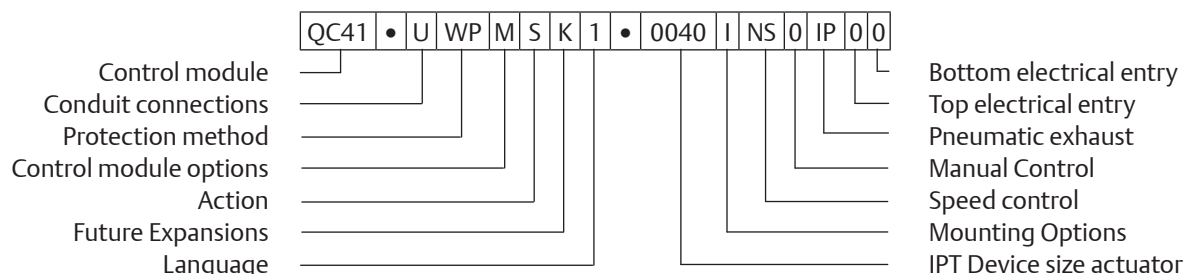 QC41 • U WP M S K 1 • 0040 I NS 0 IP 0 0
Control module
Conduit connections
Protection method
Control module options
Action
Future Expansions
Language
Bottom electrical entry
Top electrical entry
Pneumatic exhaust
Manual Control
Speed control
Mounting Options
IPT Device size actuator